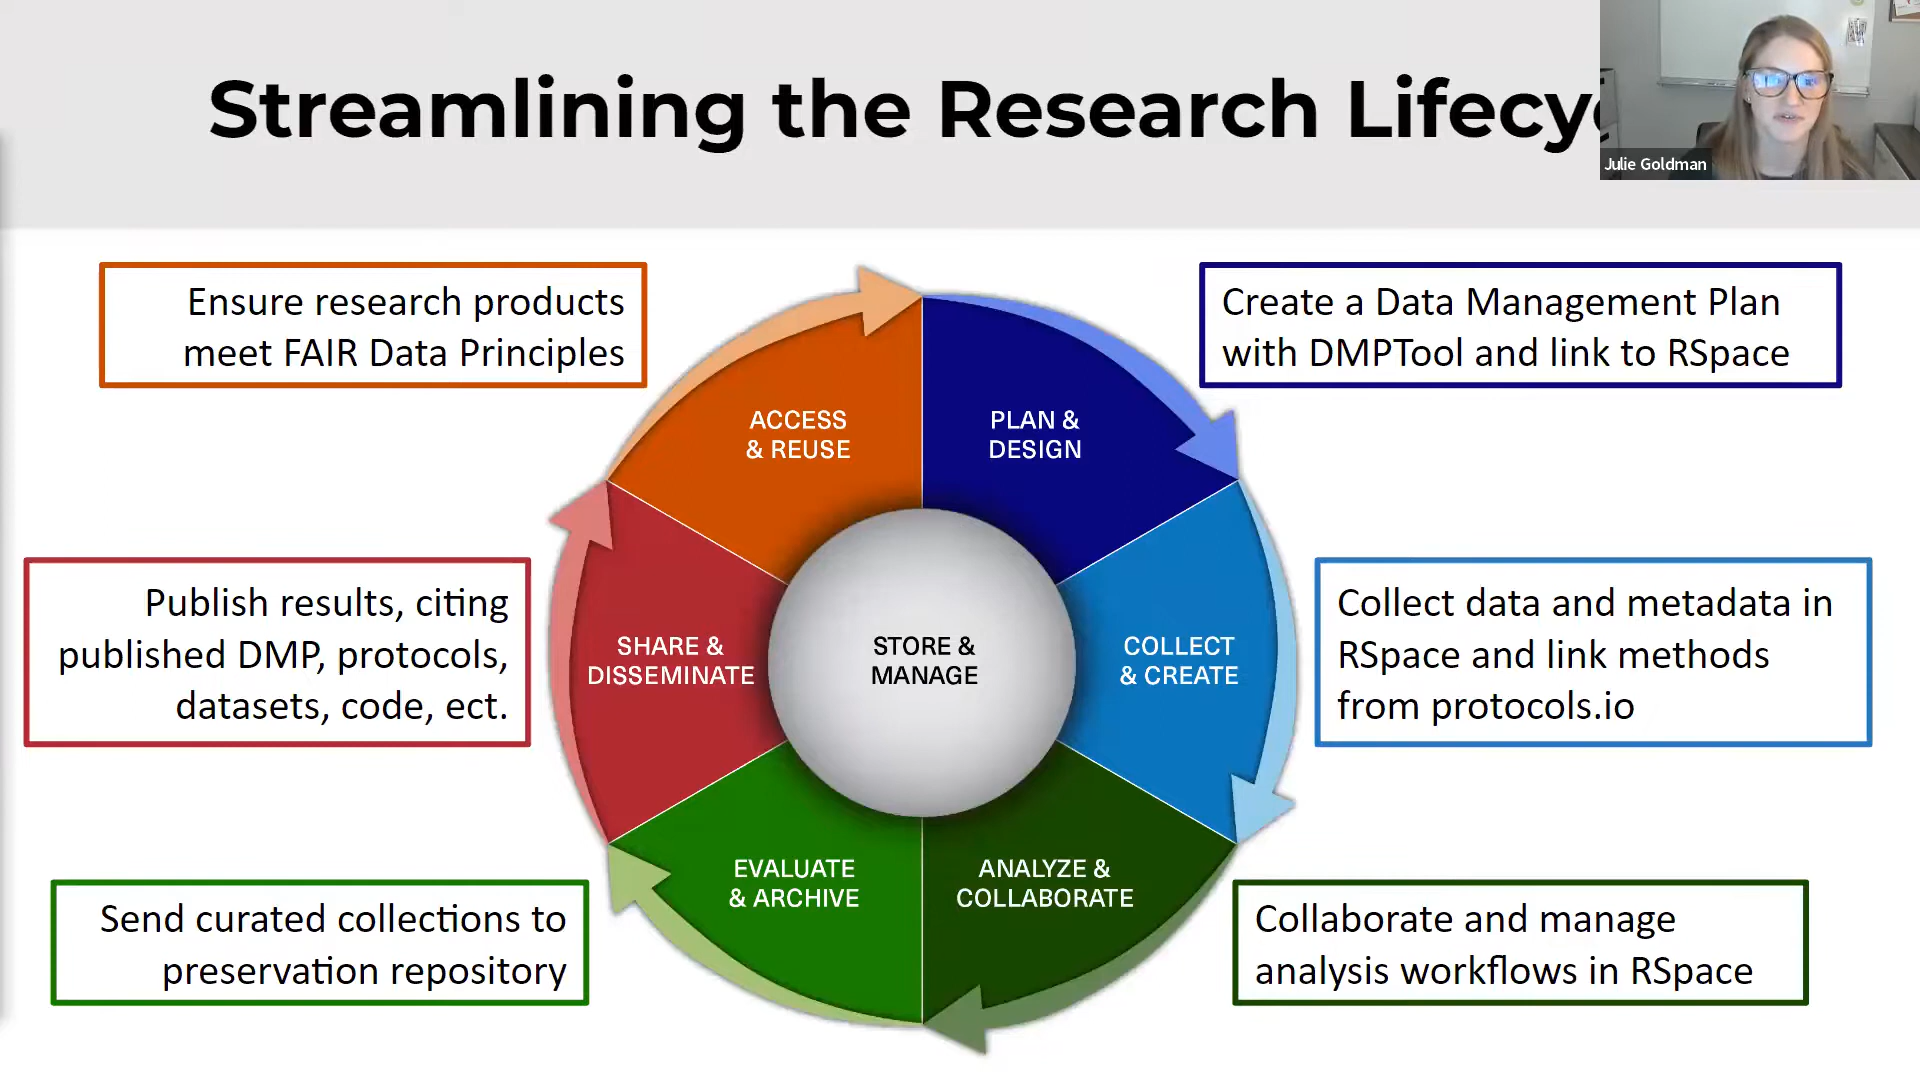 Streamlining the Research Lifecy
Julie Goldman
Ensure research products
meet FAIR Data Principles
Create a Data Management Plan
with DMPTool and link to RSpace
ACCESS
& REUSE
PLAN &
DESIGN
Publish results, citing
published DMP, protocols,
datasets, code, ect.
SHARE &
DISSEMINATE
STORE &
MANAGE
COLLECT
& CREATE
Collect data and metadata in
RSpace and link methods
from protocols.io
EVALUATE
& ARCHIVE
ANALYZE &
COLLABORATE
Send curated collections to
preservation repository
Collaborate and manage
analysis workflows in RSpace